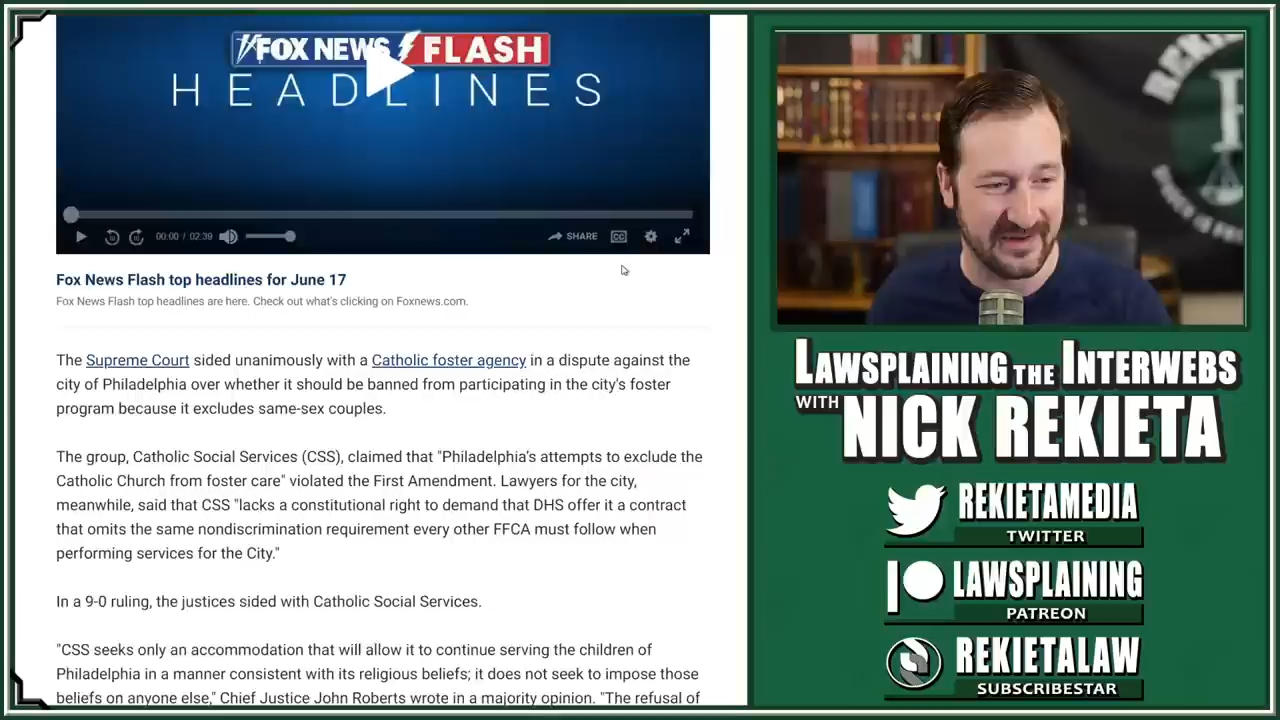 FOX NEWS FLASH
HEADLINES
00:00 / 02:39
SHARE
CC
Fox News Flash top headlines for June 17
Fox News Flash top headlines are here. Check out what's clicking on Foxnews.com.
The Supreme Court sided unanimously with a Catholic foster agency in a dispute against the
city of Philadelphia over whether it should be banned from participating in the city's foster
program because it excludes same-sex couples.
The group, Catholic Social Services (CSS), claimed that "Philadelphia's attempts to exclude the
Catholic Church from foster care" violated the First Amendment. Lawyers for the city,
meanwhile, said that CSS "lacks a constitutional right to demand that DHS offer it a contract
that omits the same nondiscrimination requirement every other FFCA must follow when
performing services for the City."
In a 9-0 ruling, the justices sided with Catholic Social Services.
"CSS seeks only an accommodation that will allow it to continue serving the children of
Philadelphia in a manner consistent with its religious beliefs; it does not seek to impose those
beliefs on anyone else," Chief Justice John Roberts wrote in a majority opinion. "The refusal of
LAWSPLAINING THE INTERWEBS
WITH NICK REKIETA
REKIETAMEDIA
TWITTER
LAWSPLAINING
PATREON
REKIETALAW
SUBSCRIBESTAR